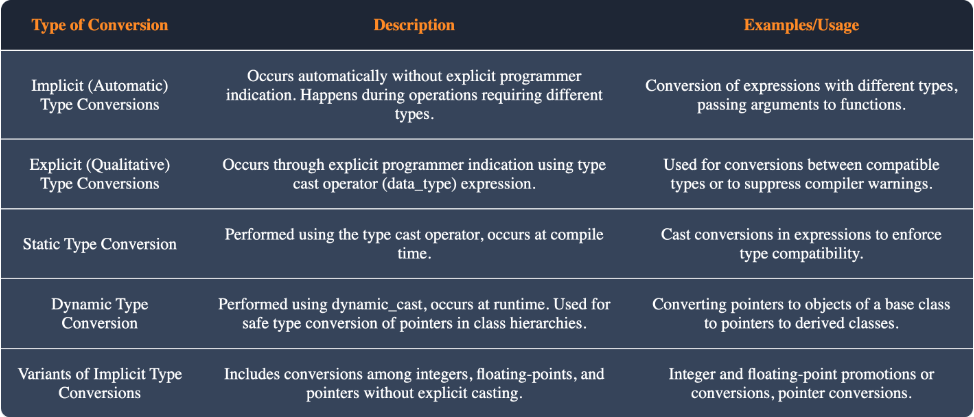 Type of Conversion
Description
Examples/Usage
Implicit (Automatic)
Type Conversions
Occurs automatically without explicit programmer
indication. Happens during operations requiring different
types.
Conversion of expressions with different types,
passing arguments to functions.
Explicit (Qualitative)
Type Conversions
Occurs through explicit programmer indication using type
cast operator (data_type) expression.
Used for conversions between compatible
types or to suppress compiler warnings.
Static Type Conversion
Performed using the type cast operator, occurs at compile
time.
Cast conversions in expressions to enforce
type compatibility.
Dynamic Type
Conversion
Performed using dynamic_cast, occurs at runtime. Used for
safe type conversion of pointers in class hierarchies.
Converting pointers to objects of a base class
to pointers to derived classes.
Variants of Implicit Type
Conversions
Includes conversions among integers, floating-points, and
pointers without explicit casting.
Integer and floating-point promotions or
conversions, pointer conversions.